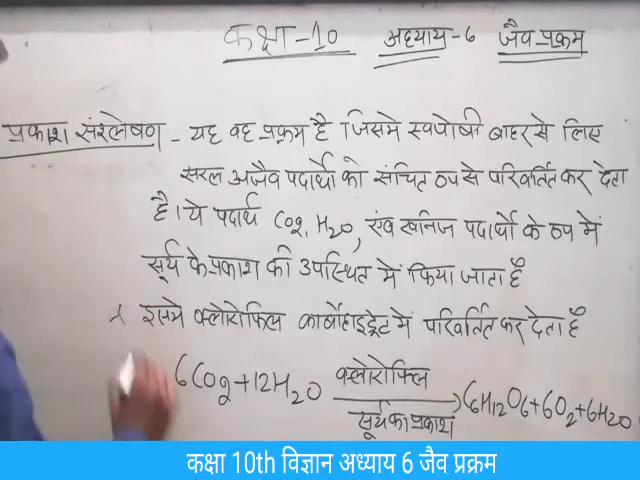 कक्षा-10 अध्याय-6 जैव प्रक्रम
प्रकाश संश्लेषण - यह वह प्रक्रम है जिसमे स्वपोषी बाहर से लिए
सरल अजैव पदार्थो को संचित रुप से परिवर्तित कर देता
है। ये पदार्थ CO2, H2O, एंव खनिज पदार्थो के रुप में
सूर्य के प्रकाश की उपस्थित में किया जाता है
x इसमे क्लोरोफिल कार्बोहाइड्रेट में परिवर्तित कर देता है
6CO2+12H2O क्लोरोफिल C6H12O6+6O2+6H2O
सूर्य का प्रकाश
कक्षा 10th विज्ञान अध्याय 6 जैव प्रक्रम